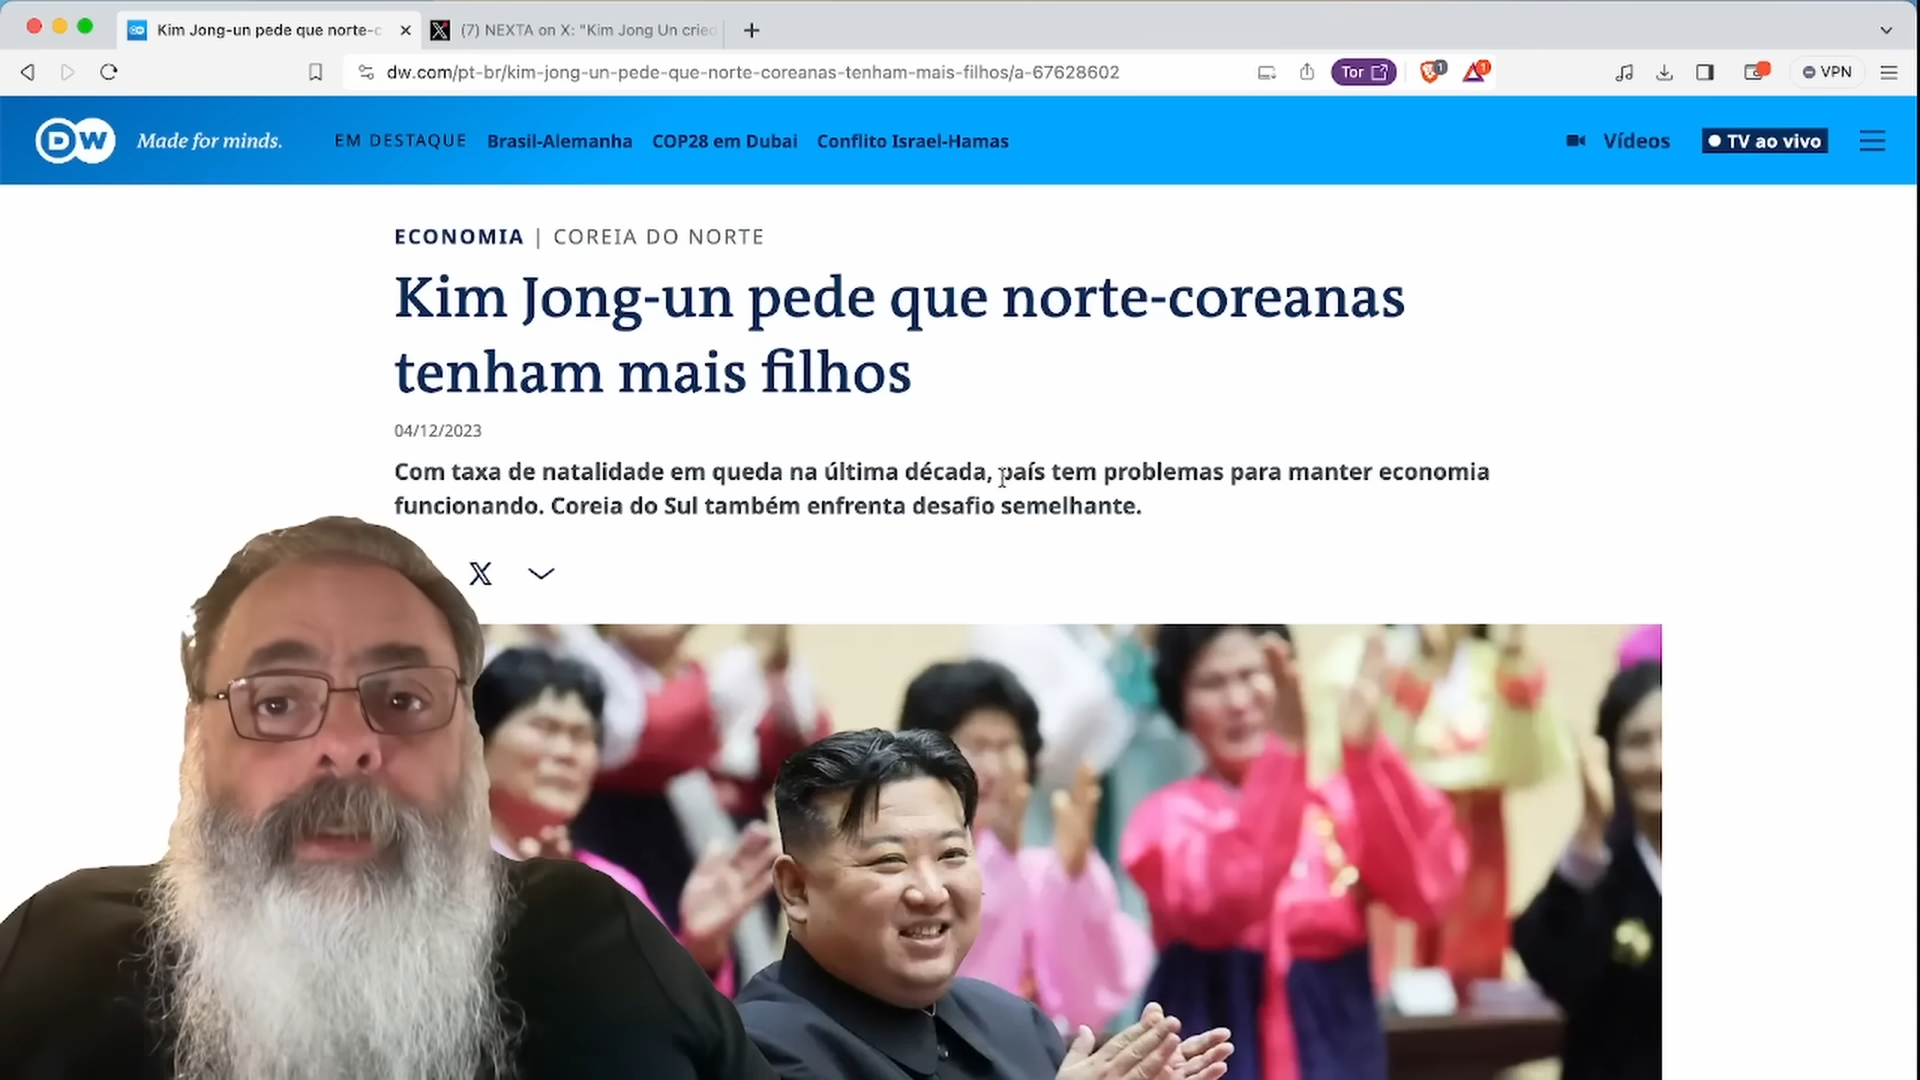 Kim Jong-un pede que norte-c
(7) NEXTA on X: "Kim Jong Un cried
dw.com/pt-br/kim-jong-un-pede-que-norte-coreanas-tenham-mais-filhos/a-67628602
Tor
1
1
VPN
DW
Made for minds.
EM DESTAQUE
Brasil-Alemanha
COP28 em Dubai
Conflito Israel-Hamas
Vídeos
TV ao vivo
ECONOMIA | COREIA DO NORTE
Kim Jong-un pede que norte-coreanas
tenham mais filhos
04/12/2023
Com taxa de natalidade em queda na última década, país tem problemas para manter economia
funcionando. Coreia do Sul também enfrenta desafio semelhante.